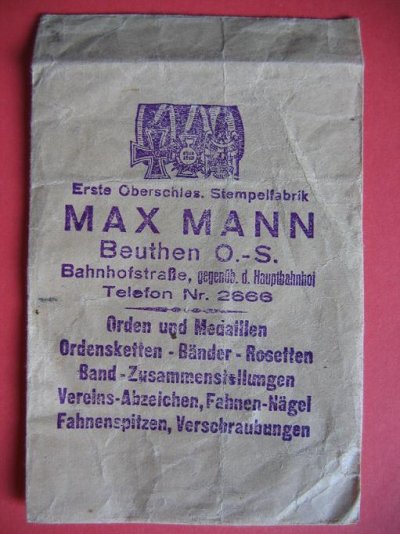 Erste Oberschles. Stempelfabrik
MAX MANN
Beuthen O.-S.
Bahnhofstraße, gegenüb. d. Hauptbahnhof
Telefon Nr. 2666
Orden und Medaillen
Ordensketten - Bänder - Rosetten
Band - Zusammenstellungen
Vereins-Abzeichen, Fahnen-Nägel
Fahnenspitzen, Verschraubungen